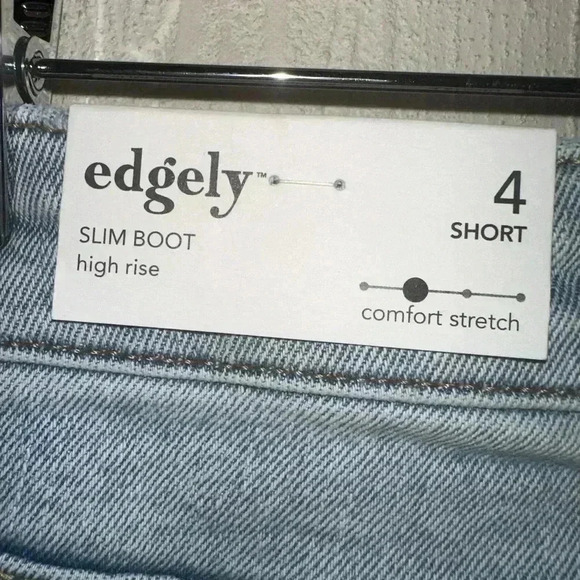 edgely™
SLIM BOOT
high rise
4
SHORT
comfort stretch